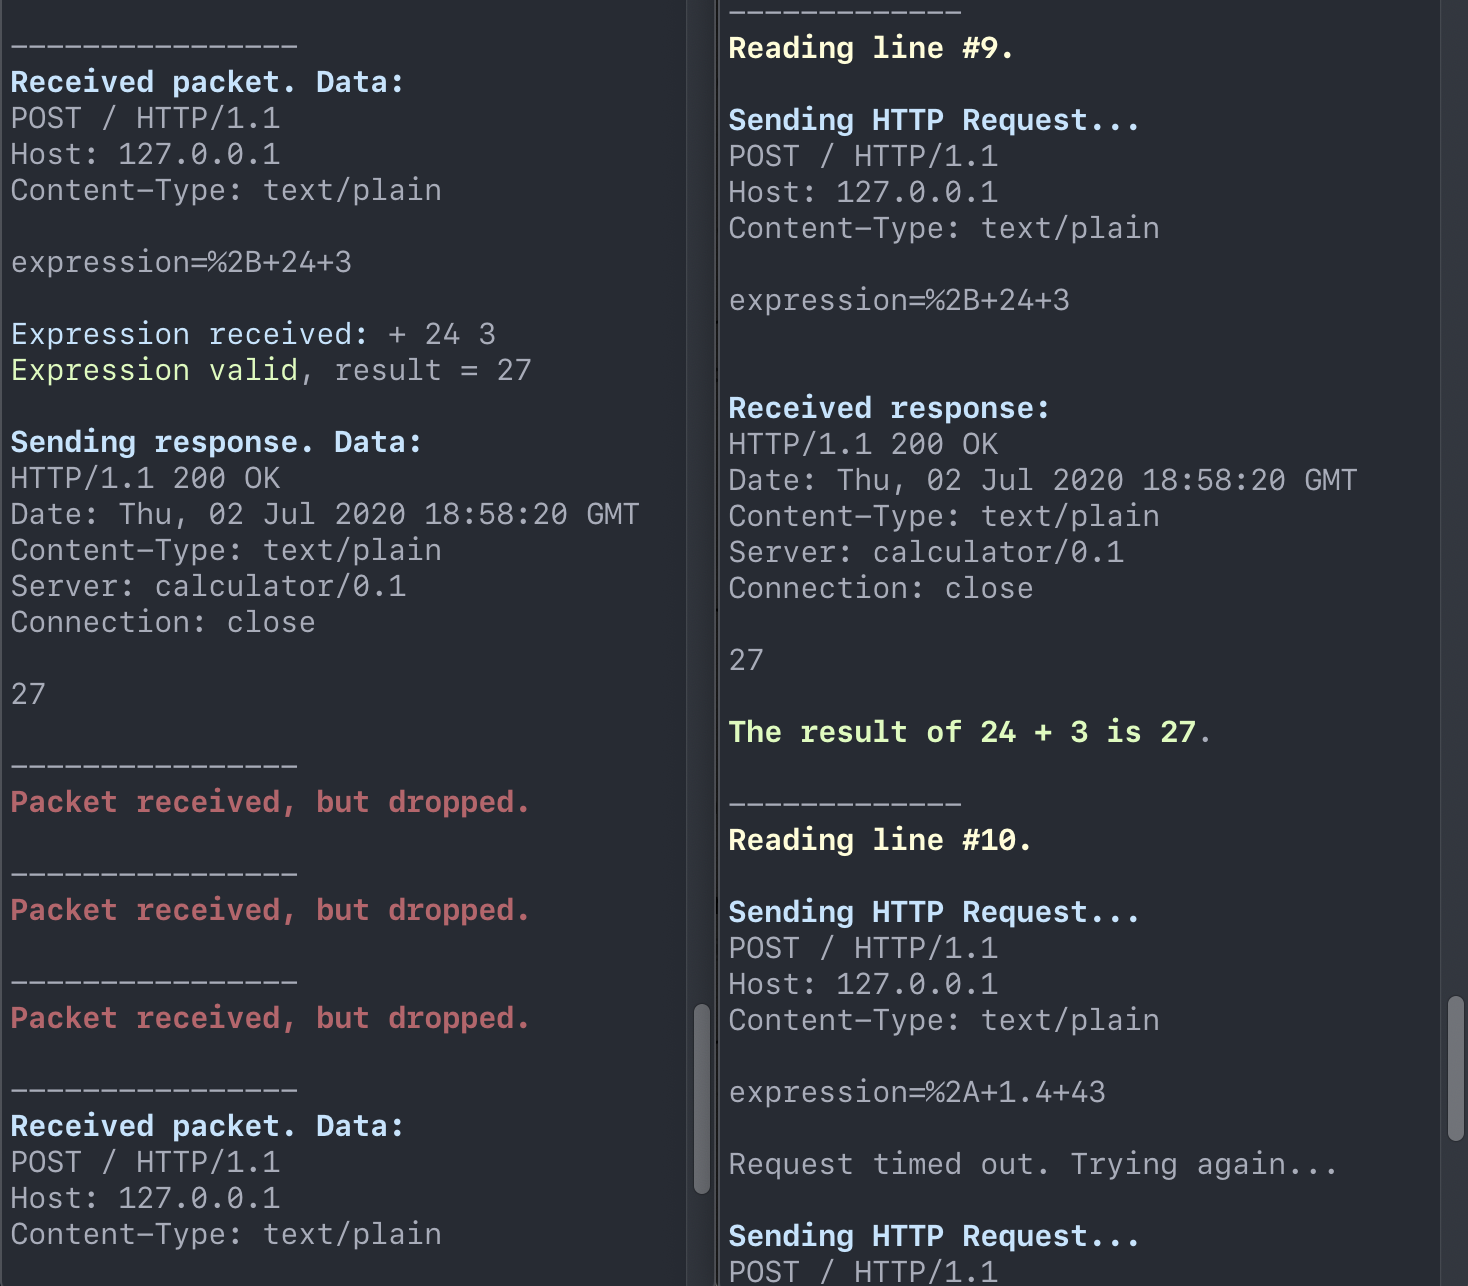 ———————————————— 
Received packet. Data:
POST / HTTP/1.1
Host: 127.0.0.1
Content-Type: text/plain
expression=%2B+24+3
Expression received: + 24 3
Expression valid, result = 27
Sending response. Data:
HTTP/1.1 200 OK
Date: Thu, 02 Jul 2020 18:58:20 GMT
Content-Type: text/plain
Server: calculator/0.1
Connection: close
27
————————————————
Packet received, but dropped.
————————————————
Packet received, but dropped.
————————————————
Packet received, but dropped.
————————————————
Received packet. Data:
POST / HTTP/1.1
Host: 127.0.0.1
Content-Type: text/plain
—————————————
Reading line #9.
Sending HTTP Request...
POST / HTTP/1.1
Host: 127.0.0.1
Content-Type: text/plain
expression=%2B+24+3
Received response:
HTTP/1.1 200 OK
Date: Thu, 02 Jul 2020 18:58:20 GMT
Content-Type: text/plain
Server: calculator/0.1
Connection: close
27
The result of 24 + 3 is 27.
—————————————
Reading line #10.
Sending HTTP Request...
POST / HTTP/1.1
Host: 127.0.0.1
Content-Type: text/plain
expression=%2A+1.4+43
Request timed out. Trying again...
Sending HTTP Request...
POST / HTTP/1.1